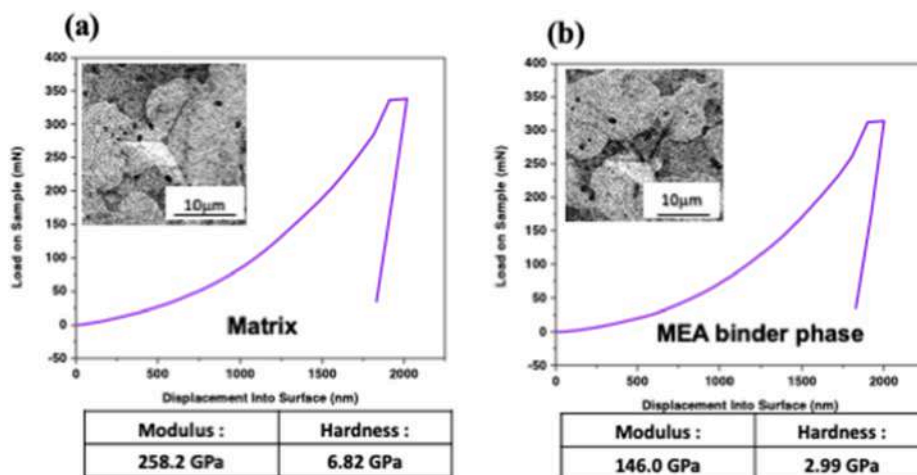 (a)
400
350
300
250
200
150
100
50
0
-50
Load on Sample (mN)
10μm
Matrix
0 500 1000 1500 2000
Displacement Into Surface (nm)
Modulus : Hardness :
258.2 GPa 6.82 GPa
(b)
400
350
300
250
200
150
100
50
0
-50
Load on Sample (mN)
10μm
MEA binder phase
0 500 1000 1500 2000
Displacement Into Surface (nm)
Modulus : Hardness :
146.0 GPa 2.99 GPa